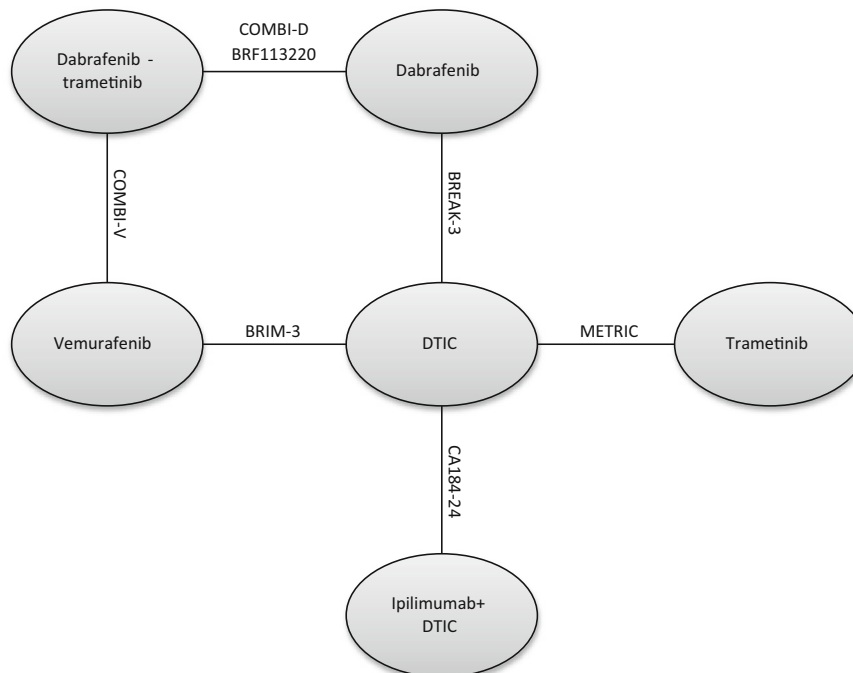 COMBI-D
BRF113220
Dabrafenib -
trametinib
Dabrafenib
COMBI-V
BREAK-3
Vemurafenib
BRIM-3
DTIC
METRIC
Trametinib
CA184-24
Ipilimumab+
DTIC